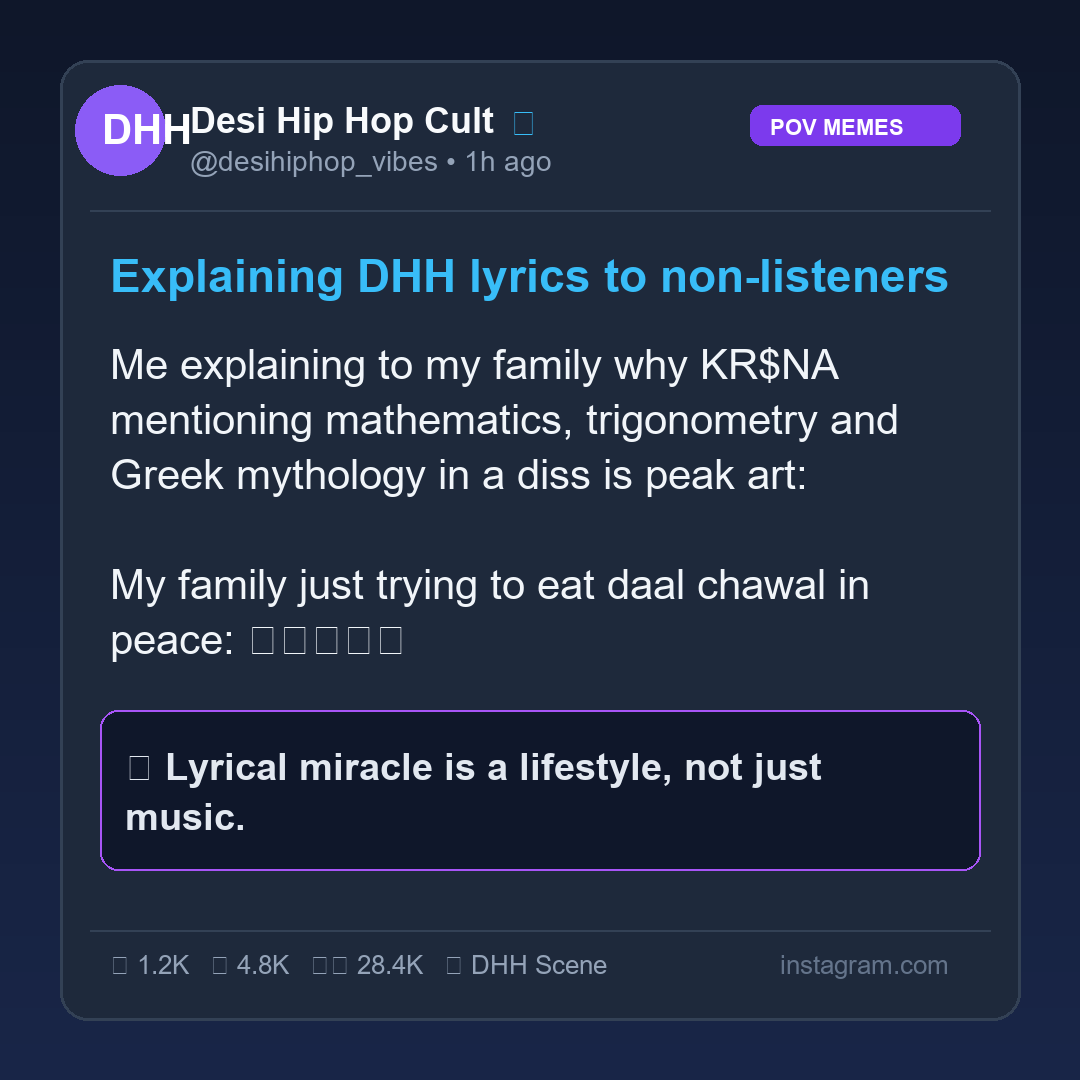 DHH
Desi Hip Hop Cult
@desihiphop_vibes • 1h ago
POV MEMES
Explaining DHH lyrics to non-listeners
Me explaining to my family why KR$NA
mentioning mathematics, trigonometry and
Greek mythology in a diss is peak art:
My family just trying to eat daal chawal in
peace:
Lyrical miracle is a lifestyle, not just
music.
1.2K 4.8K 28.4K DHH Scene
instagram.com